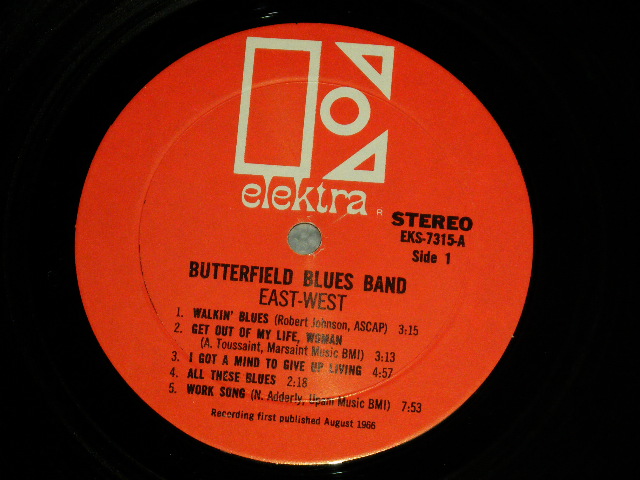 elektra ®
STEREO
EKS-7315-A
Side 1
BUTTERFIELD BLUES BAND
EAST-WEST
1. WALKIN' BLUES (Robert Johnson, ASCAP) 3:15
2. GET OUT OF MY LIFE, WOMAN
(A. Toussaint, Marsaint Music BMI) 3:13
3. I GOT A MIND TO GIVE UP LIVING 4:57
4. ALL THESE BLUES 2:18
5. WORK SONG (N. Adderly, Upam Music BMI) 7:53
Recording first published August 1966